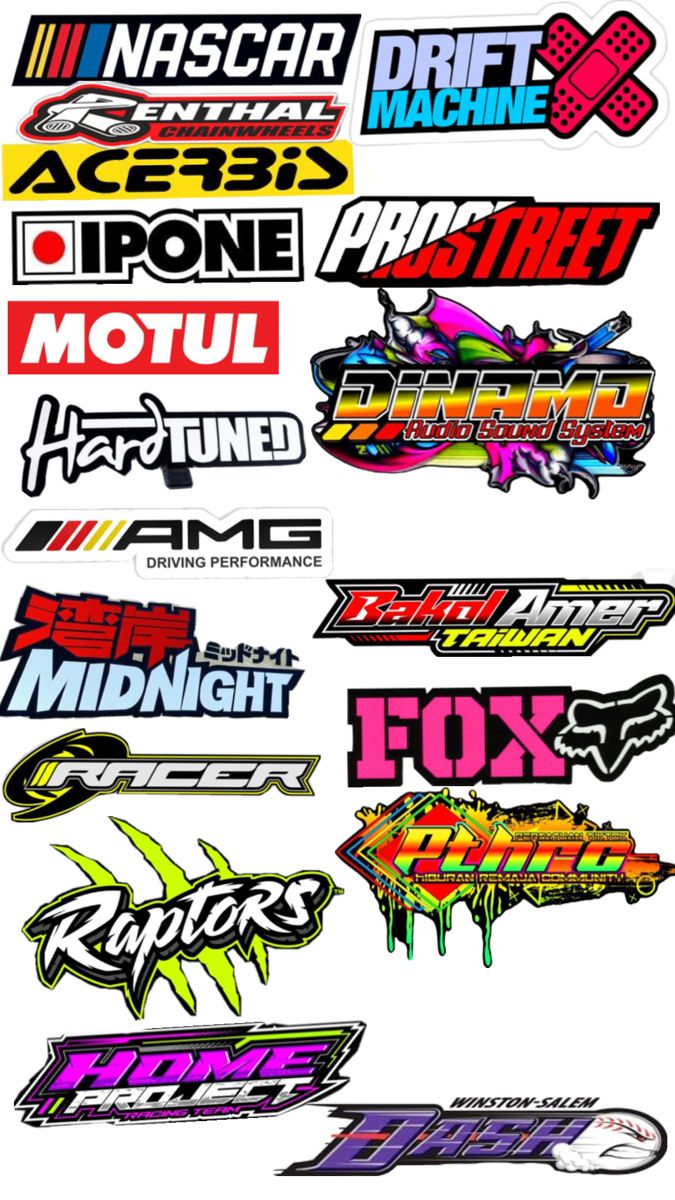 NASCAR
DRIFT
MACHINE
RENTHAL
CHAINWHEELS
ACERBiS
IPONE
PROSTREET
MOTUL
DiNAMO
Audio Sound System
HardTUNED
AMG
DRIVING PERFORMANCE
Bakol Amer
TAiWAN
湾岸
ミッドナイト
MIDNiGHT
FOX
RACER
Pthrc
PERSATUAN TIKTOK
HIBURAN REMAJA COMMUNITY
RAptORS
HOME
PROJECT
RACING TEAM
WINSTON-SALEM
DASH